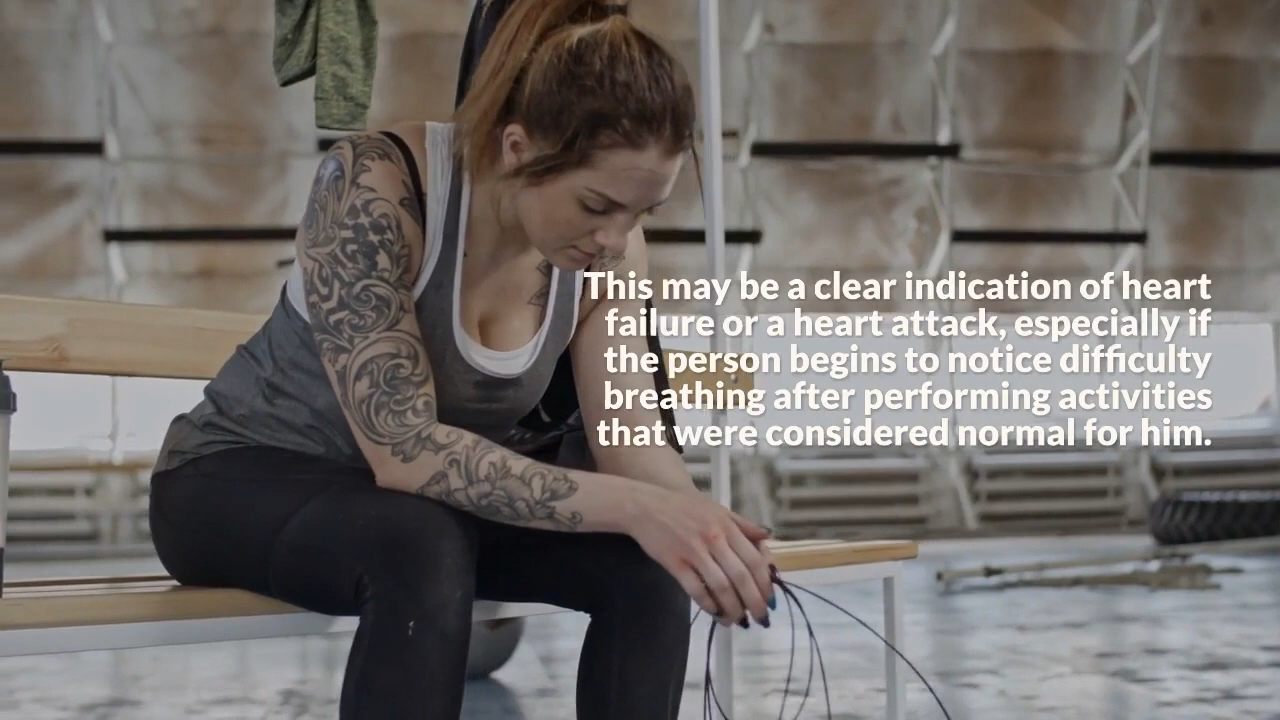 This may be a clear indication of heart
failure or a heart attack, especially if
the person begins to notice difficulty
breathing after performing activities
that were considered normal for him.